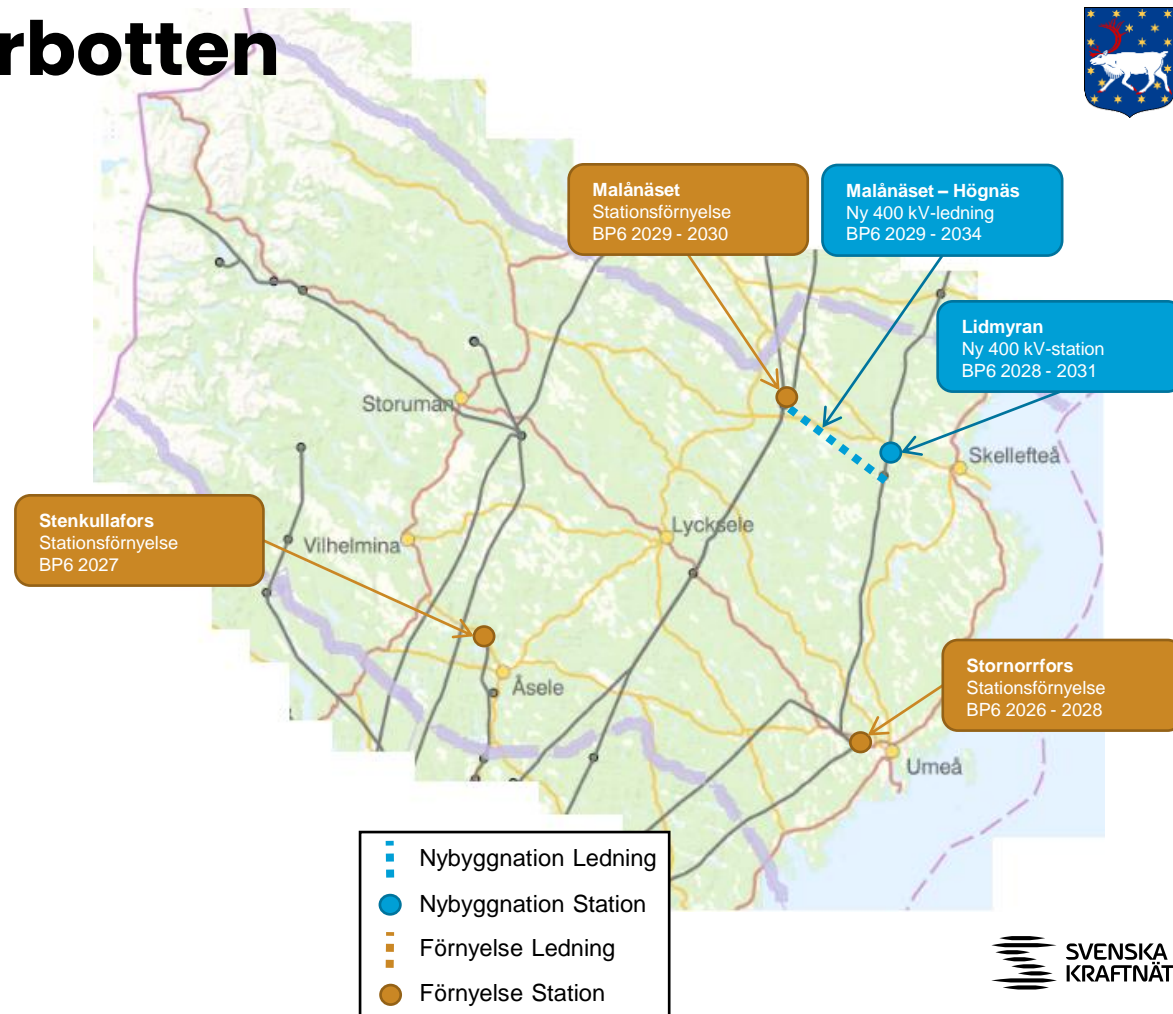 rbotten
Malånäset
Stationsförnyelse
BP6 2029 - 2030
Malånäset – Högnäs
Ny 400 kV-ledning
BP6 2029 - 2034
Lidmyran
Ny 400 kV-station
BP6 2028 - 2031
Storuman
Skellefteå
Stenkullafors
Stationsförnyelse
BP6 2027
Vilhelmina
Lycksele
Åsele
Stornorrfors
Stationsförnyelse
BP6 2026 - 2028
Umeå
Nybyggnation Ledning
Nybyggnation Station
Förnyelse Ledning
Förnyelse Station
SVENSKA
KRAFTNÄT